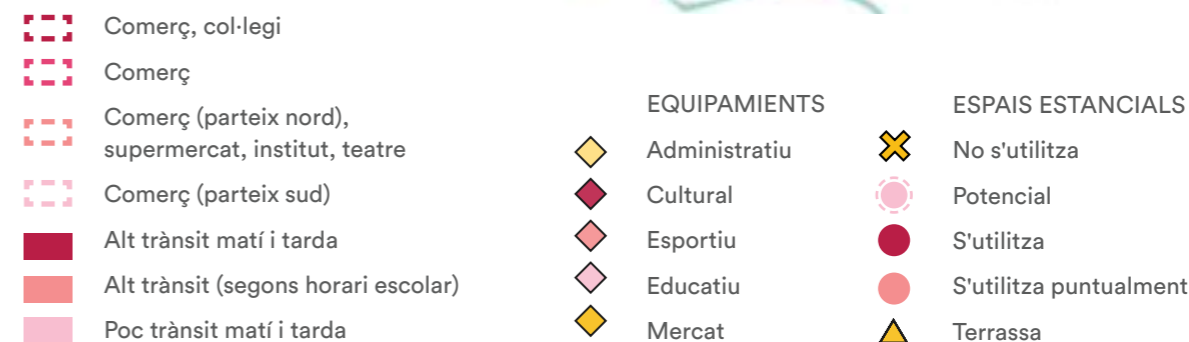 Comerç, col·legi
Comerç
Comerç (parteix nord),
supermercat, institut, teatre
Comerç (parteix sud)
Alt trànsit matí i tarda
Alt trànsit (segons horari escolar)
Poc trànsit matí i tarda
EQUIPAMIENTS
Administratiu
Cultural
Esportiu
Educatiu
Mercat
ESPAIS ESTANCIALS
No s'utilitza
Potencial
S'utilitza
S'utilitza puntualment
Terrassa